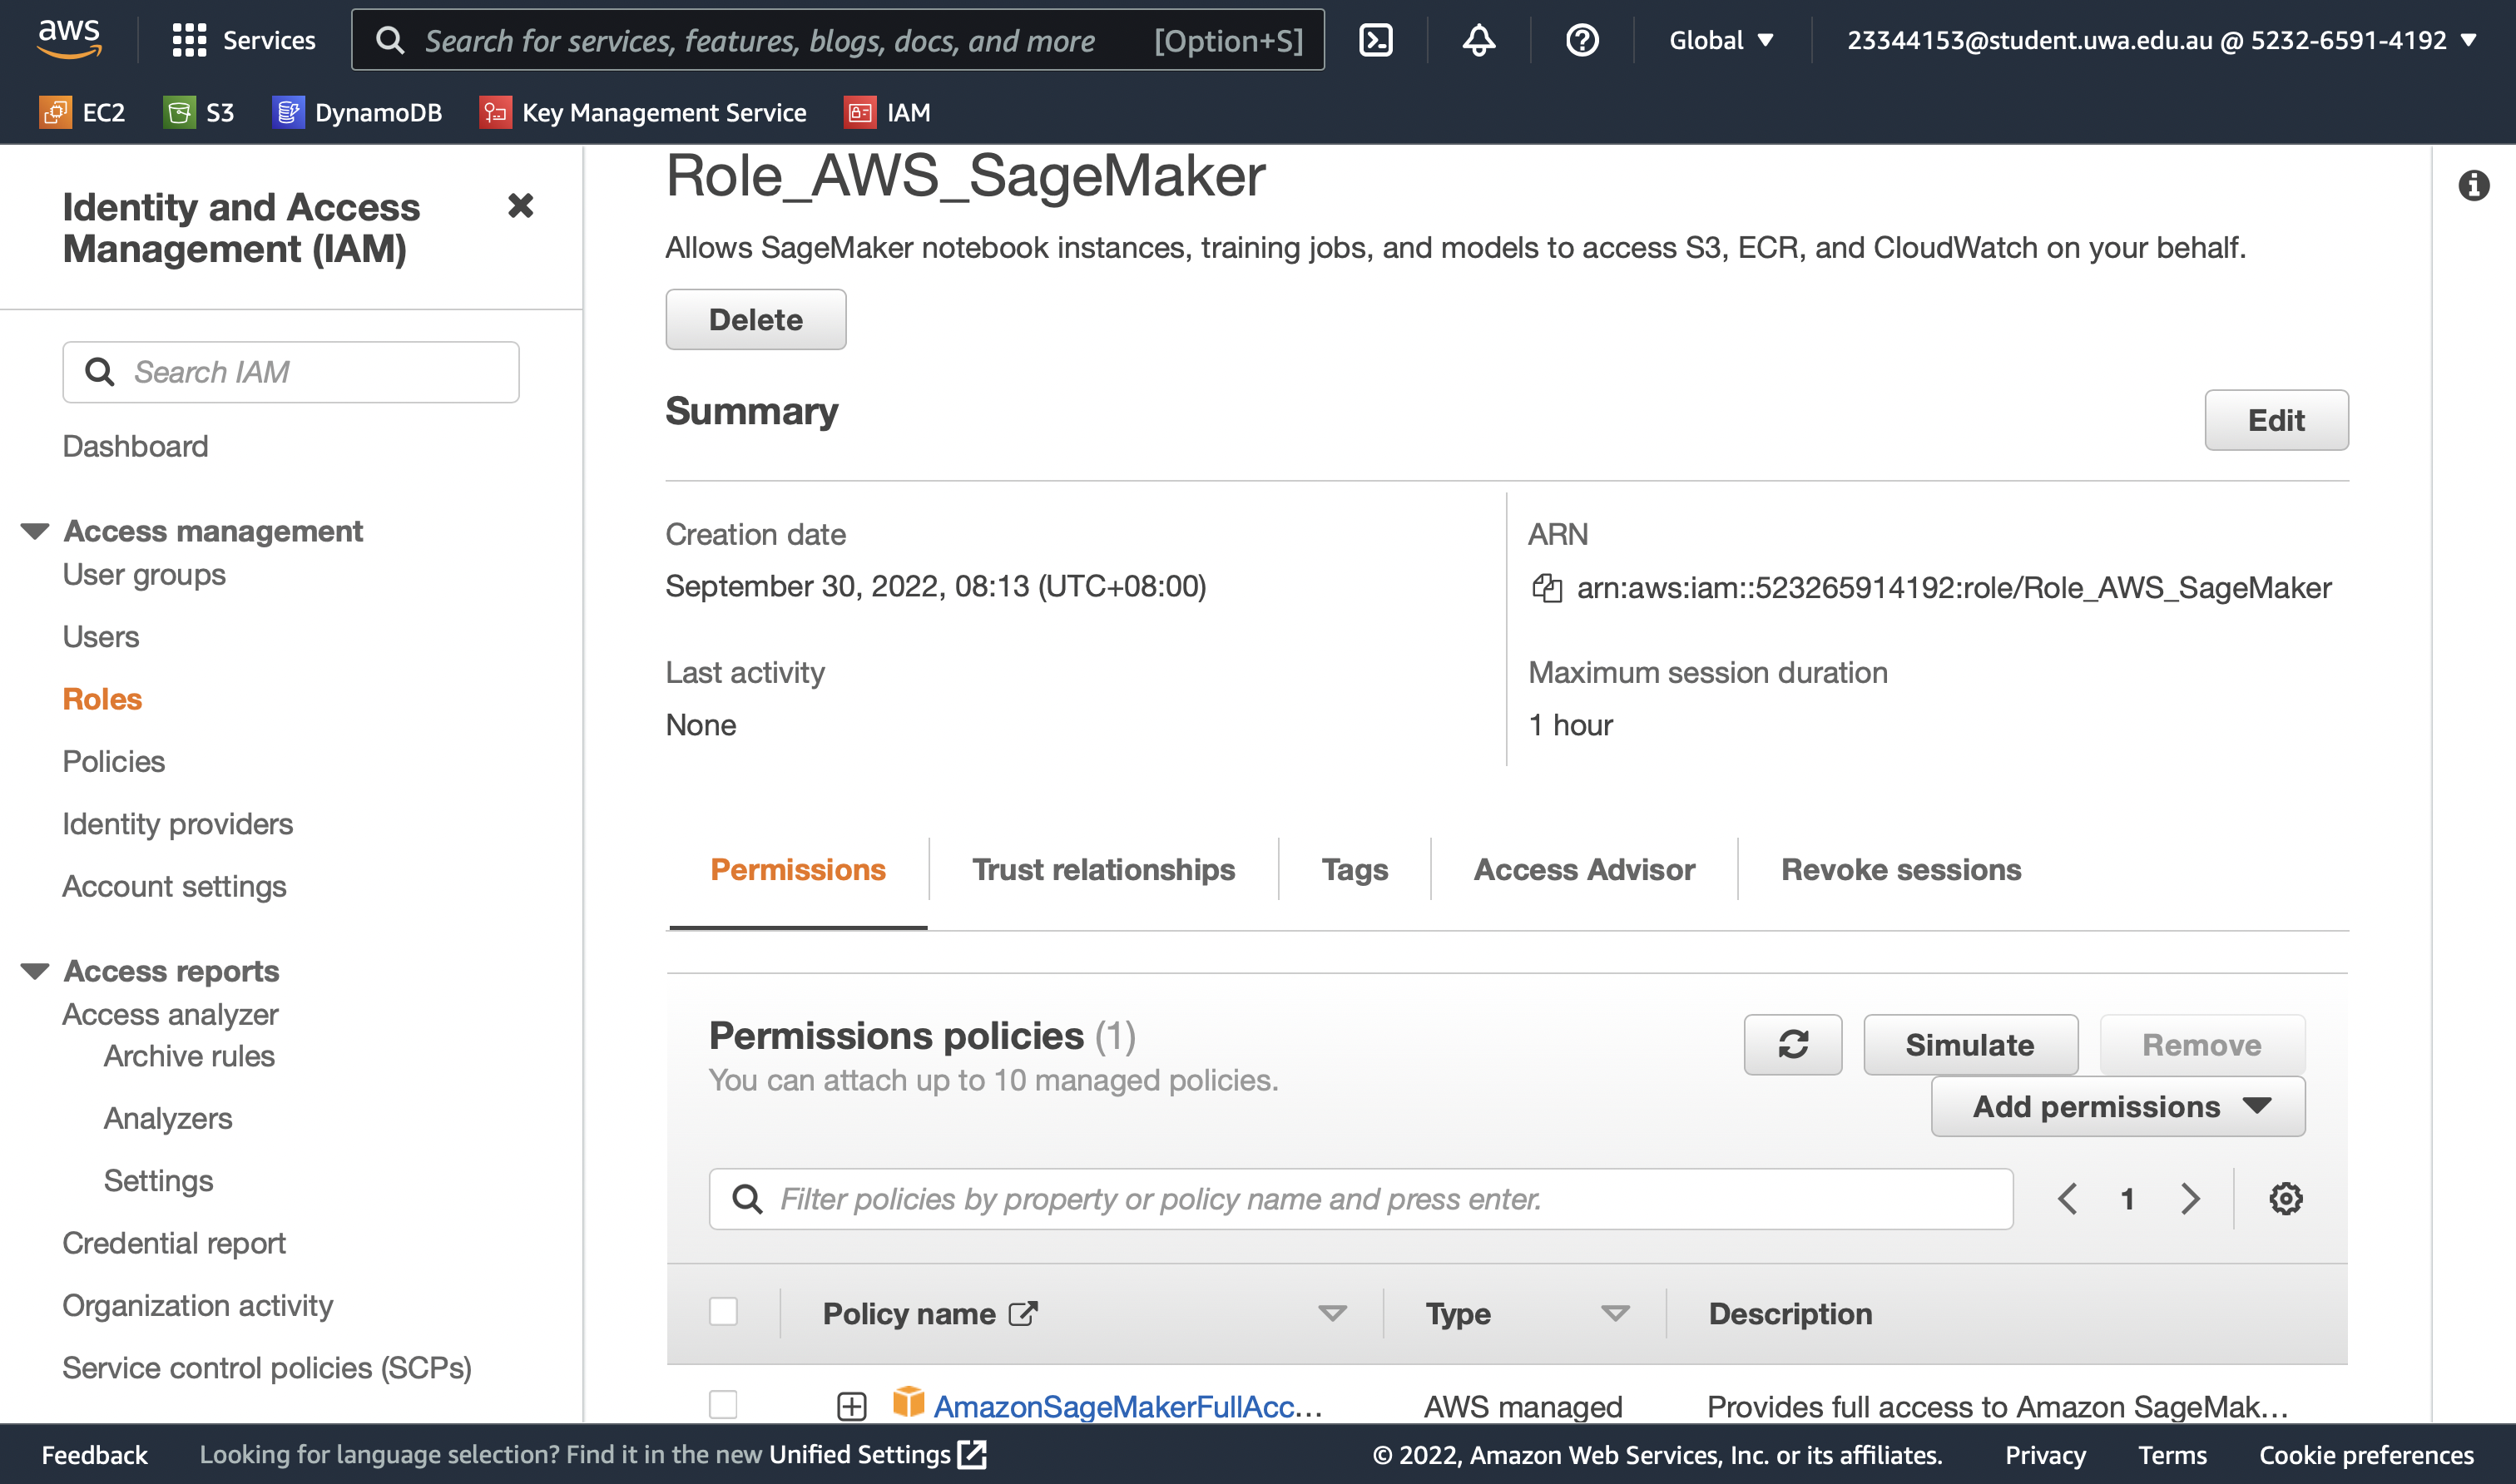 aws
Services
Search for services, features, blogs, docs, and more [Option+S]
Global
23344153@student.uwa.edu.au @ 5232-6591-4192
EC2
S3
DynamoDB
Key Management Service
IAM
Identity and Access
Management (IAM)
Search IAM
Dashboard
Access management
User groups
Users
Roles
Policies
Identity providers
Account settings
Access reports
Access analyzer
Archive rules
Analyzers
Settings
Credential report
Organization activity
Service control policies (SCPs)
Role_AWS_SageMaker
Allows SageMaker notebook instances, training jobs, and models to access S3, ECR, and CloudWatch on your behalf.
Delete
Summary
Edit
Creation date
September 30, 2022, 08:13 (UTC+08:00)
ARN
arn:aws:iam::523265914192:role/Role_AWS_SageMaker
Last activity
None
Maximum session duration
1 hour
Permissions
Trust relationships
Tags
Access Advisor
Revoke sessions
Permissions policies (1)
You can attach up to 10 managed policies.
Simulate
Remove
Add permissions
Filter policies by property or policy name and press enter.
1
Policy name
Type
Description
AmazonSageMakerFullAcc...
AWS managed
Provides full access to Amazon SageMak...
Feedback
Looking for language selection? Find it in the new Unified Settings
© 2022, Amazon Web Services, Inc. or its affiliates.
Privacy
Terms
Cookie preferences